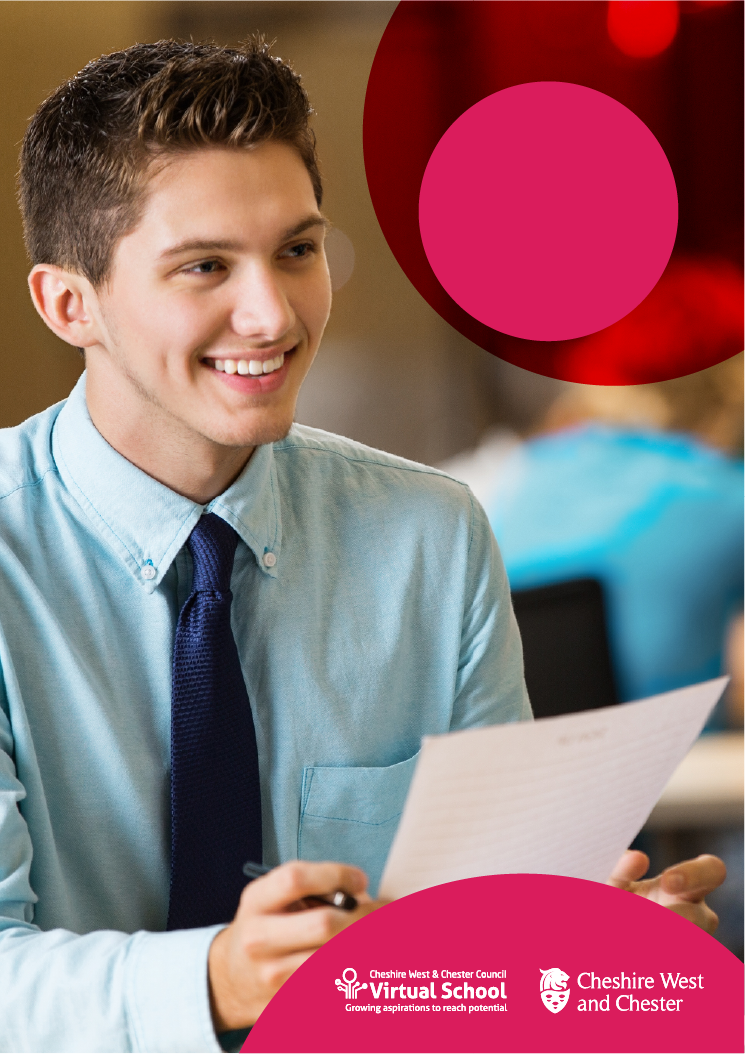 Cheshire West & Chester Council
Virtual School
Growing aspirations to reach potential
Cheshire West
and Chester